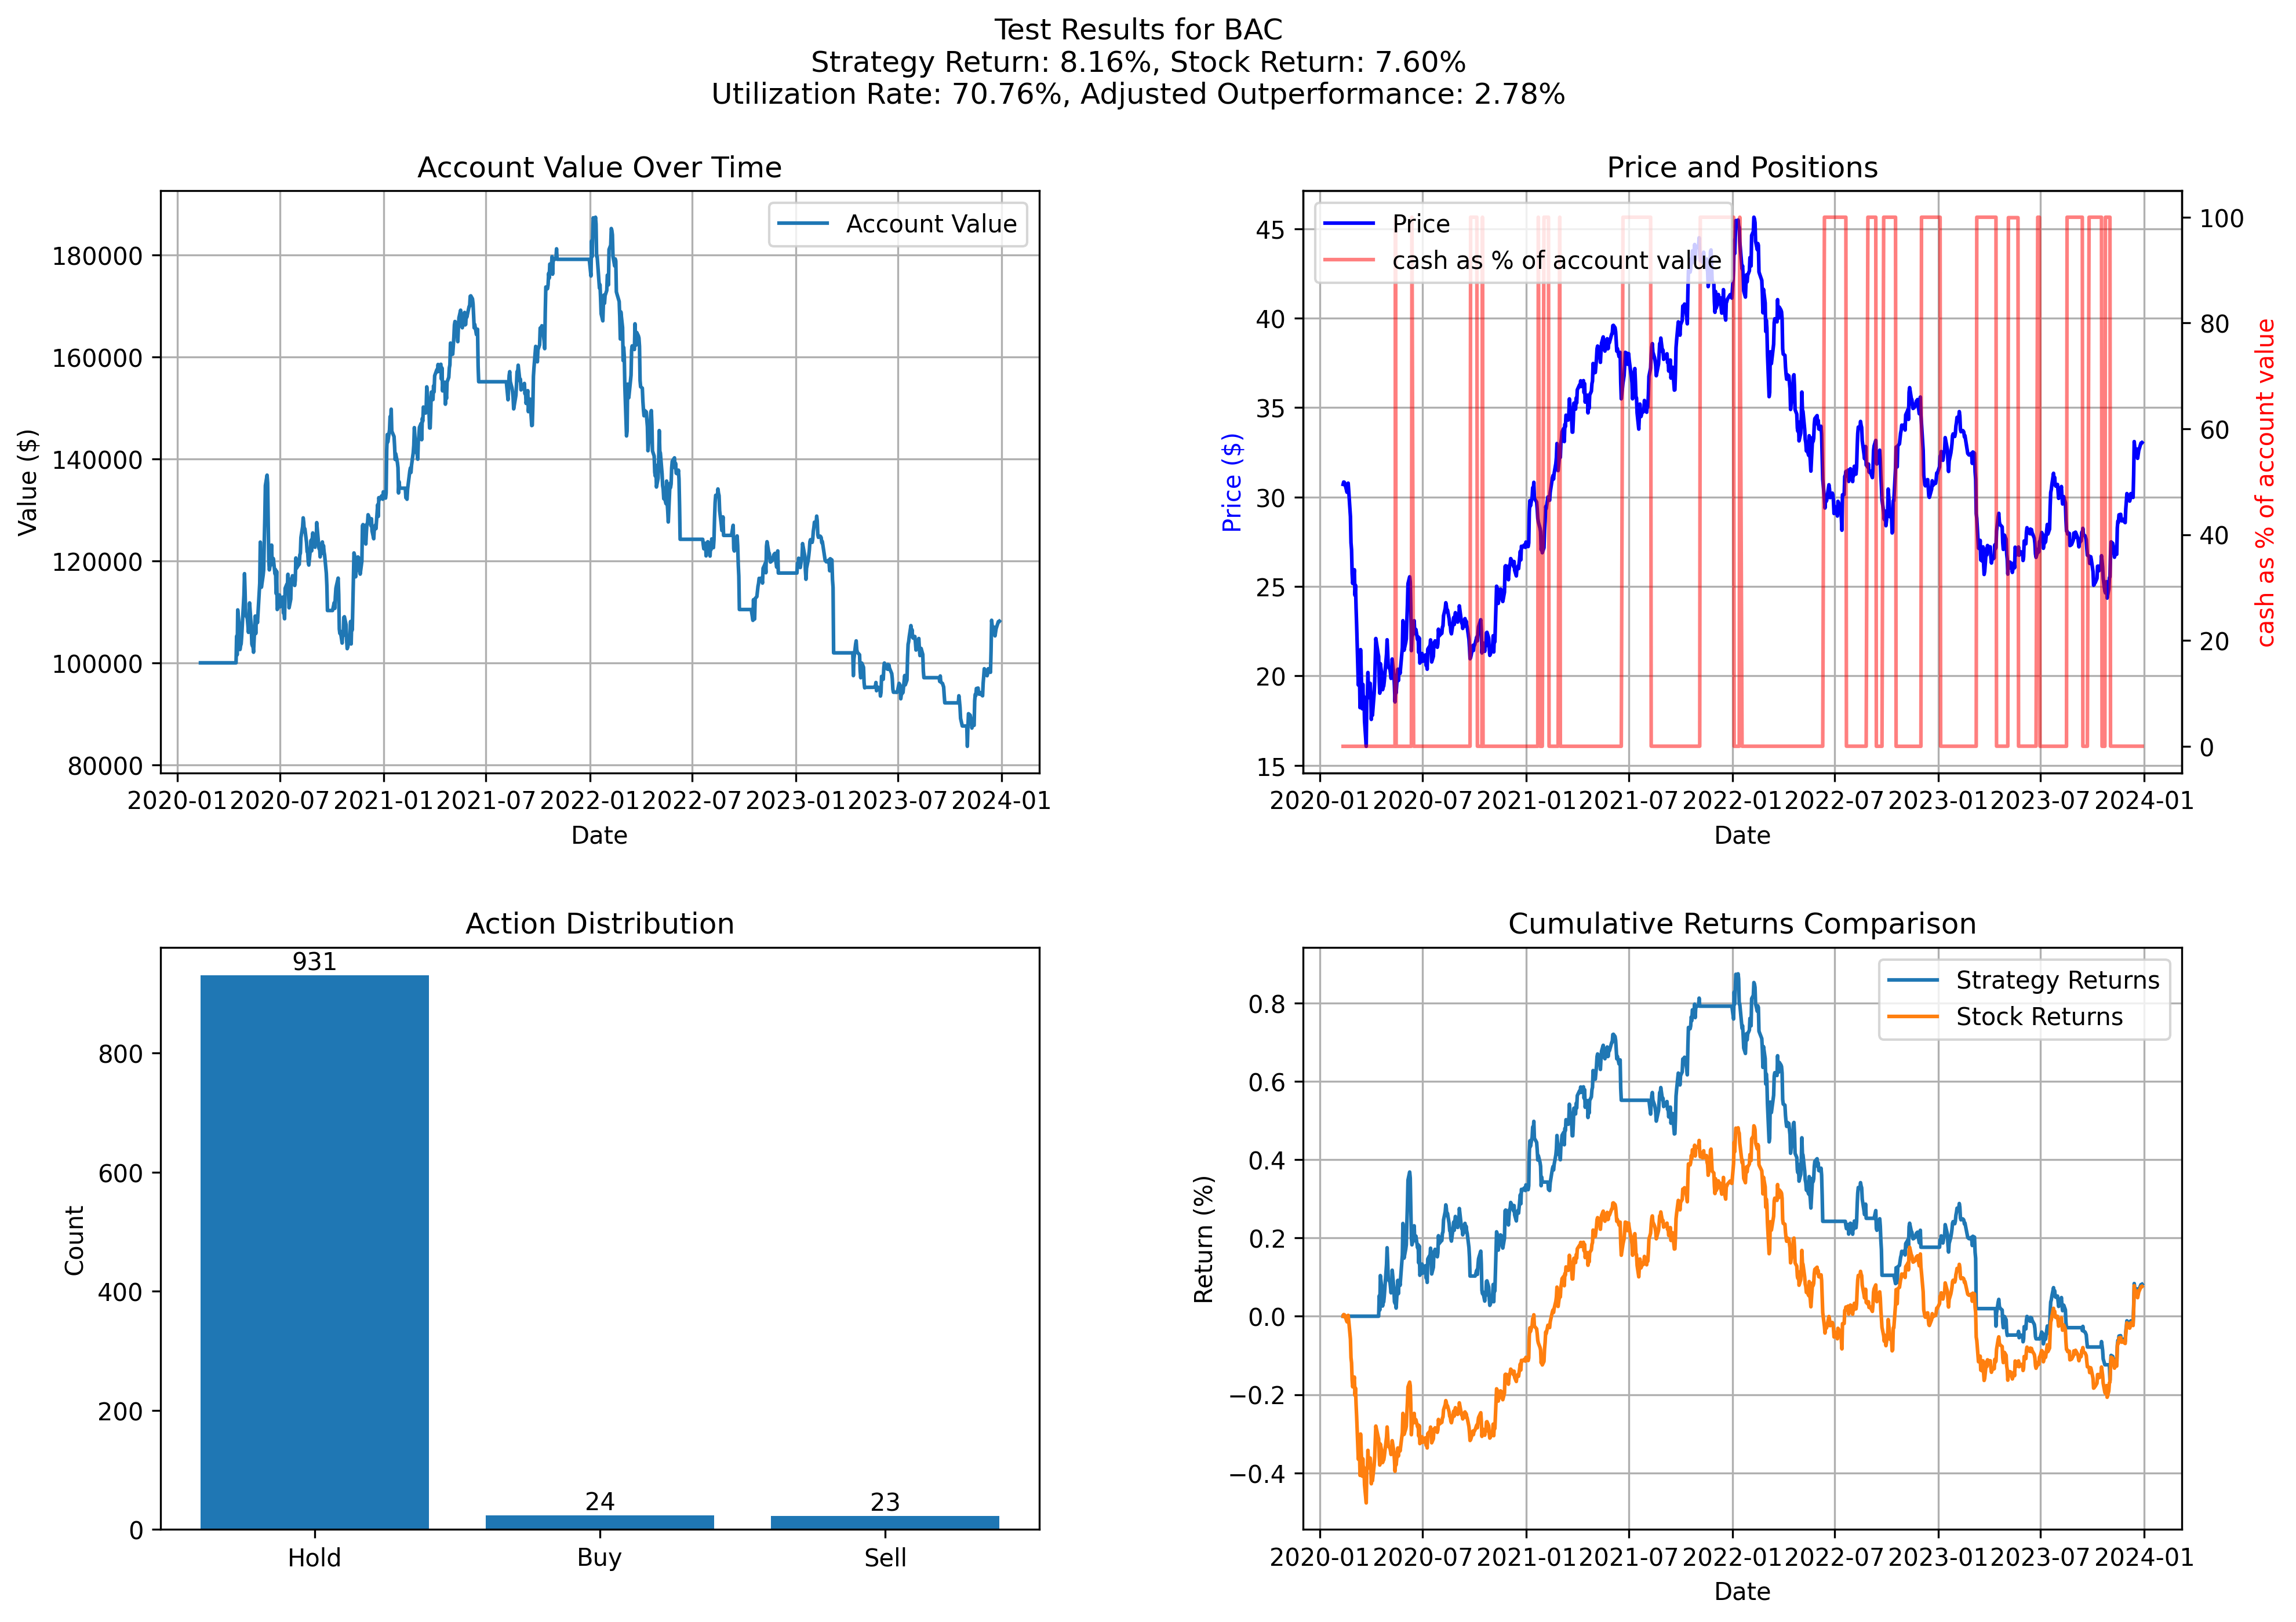 Test Results for BAC
Strategy Return: 8.16%, Stock Return: 7.60%
Utilization Rate: 70.76%, Adjusted Outperformance: 2.78%
Account Value Over Time
Account Value
Value ($)
180000
160000
140000
120000
100000
80000
2020-01 2020-07 2021-01 2021-07 2022-01 2022-07 2023-01 2023-07 2024-01
Date
Price and Positions
Price
cash as % of account value
Price ($)
45
40
35
30
25
20
15
100
80
60
40
20
0
cash as % of account value
2020-01 2020-07 2021-01 2021-07 2022-01 2022-07 2023-01 2023-07 2024-01
Date
Action Distribution
Count
800
600
400
200
0
931
24
23
Hold Buy Sell
Cumulative Returns Comparison
Strategy Returns
Stock Returns
Return (%)
0.8
0.6
0.4
0.2
0.0
−0.2
−0.4
2020-01 2020-07 2021-01 2021-07 2022-01 2022-07 2023-01 2023-07 2024-01
Date